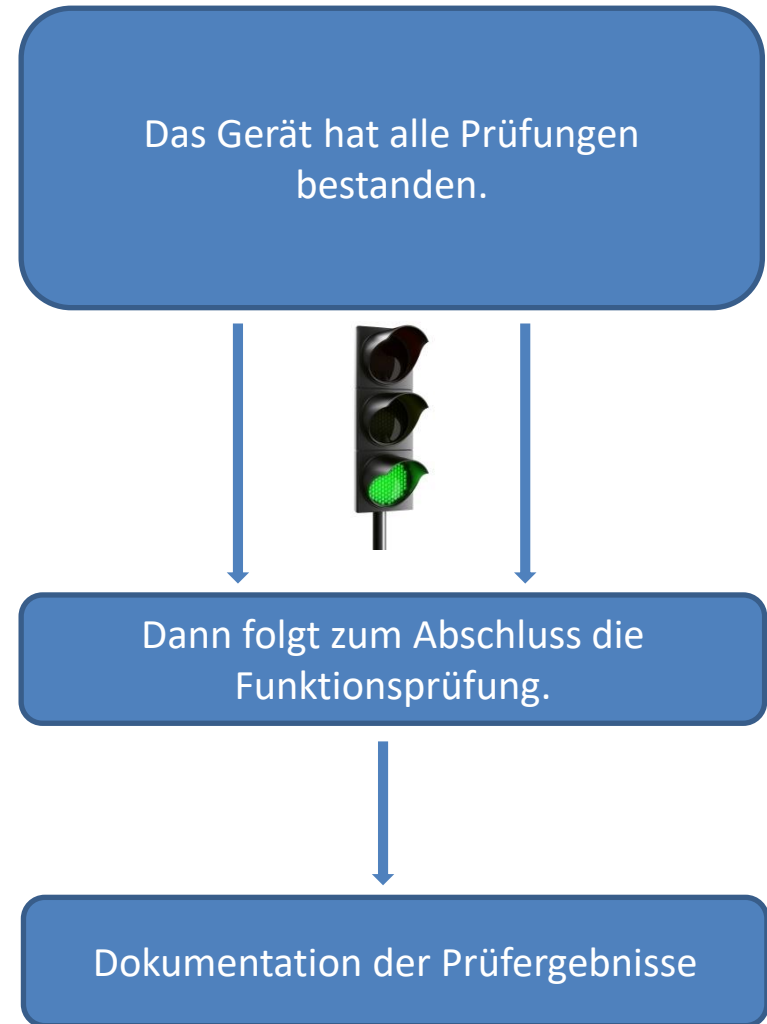 Das Gerät hat alle Prüfungen
bestanden.
Dann folgt zum Abschluss die
Funktionsprüfung.
Dokumentation der Prüfergebnisse